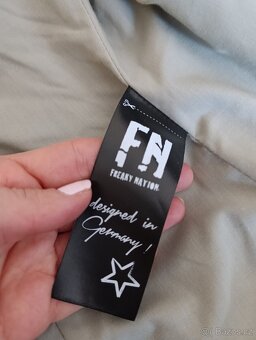 FN
FREAKY NATION
designed in
Germany!